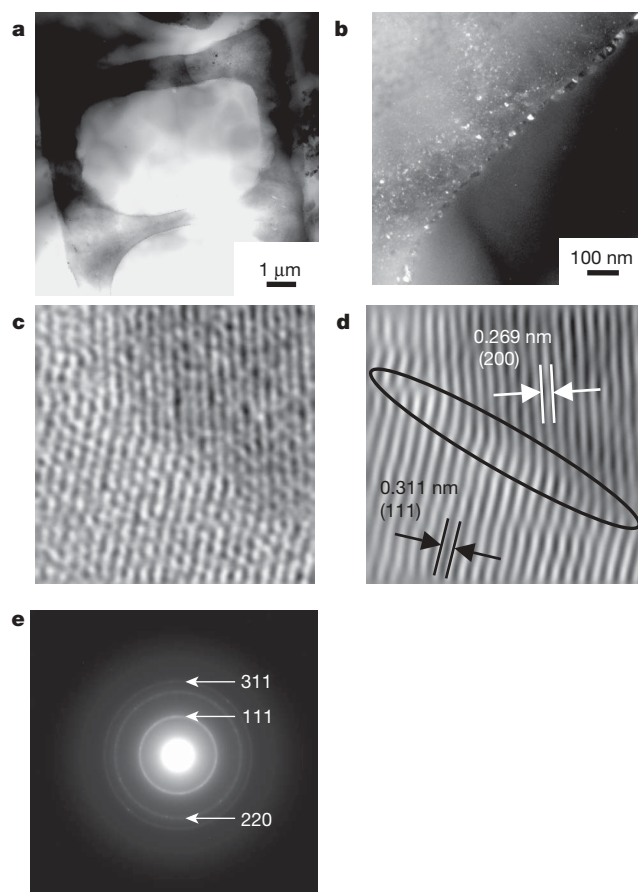 a
1 μm
b
100 nm
c
d
0.269 nm
(200)
0.311 nm
(111)
e
311
111
220